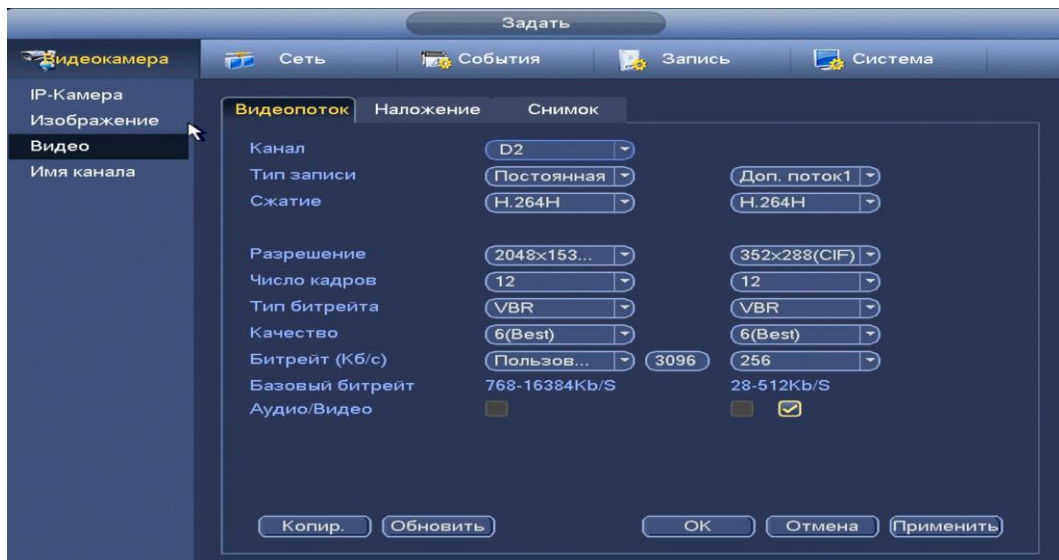 Задать
Видеокамера Сеть События Запись Система
IP-Камера
Изображение
Видео
Имя канала
Видеопоток Наложение Снимок
Канал D2
Тип записи Постоянная Доп. поток1
Сжатие H.264H H.264H
Разрешение 2048x153... 352x288(CIF)
Число кадров 12 12
Тип битрейта VBR VBR
Качество 6(Best) 6(Best)
Битрейт (Кб/с) Пользов... 3096 256
Базовый битрейт 768-16384Kb/S 28-512Kb/S
Аудио/Видео
Копир. Обновить OK Отмена Применить